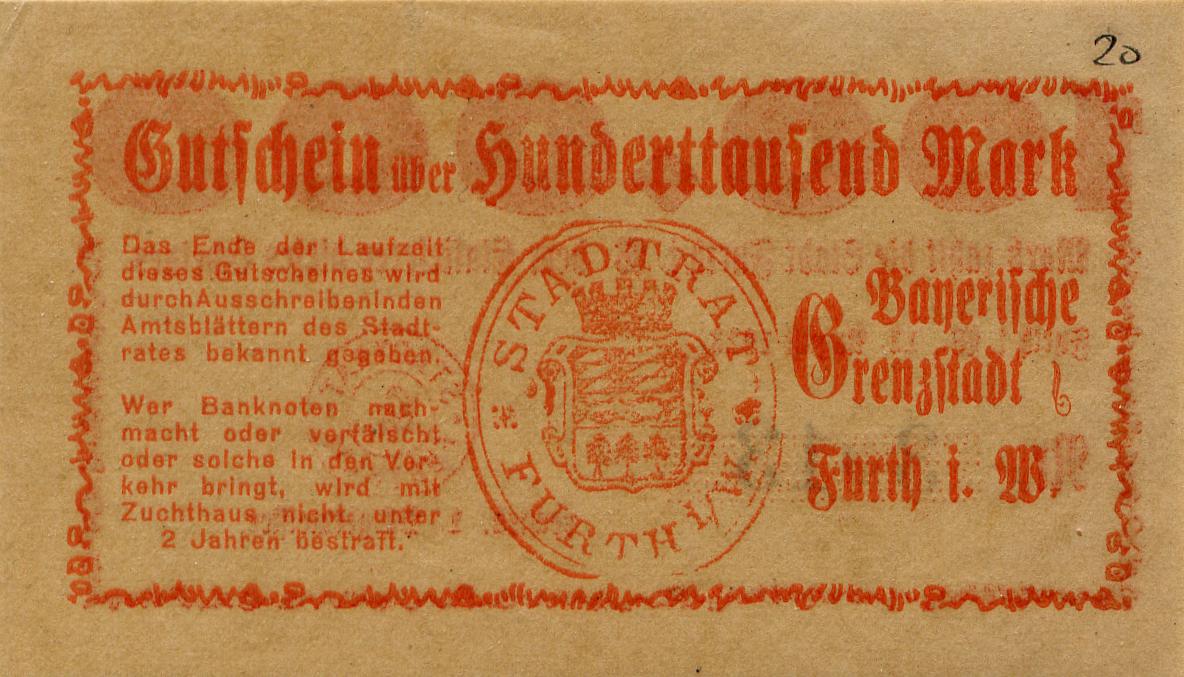 20
Gutschein über Hunderttausend Mark
Das Ende der Laufzeit
dieses Gutscheines wird
durch Ausschreiben in den
Amtsblättern des Stadt-
rates bekannt gegeben.
Wer Banknoten nach-
macht oder verfälscht
oder solche in den Ver-
kehr bringt, wird mit
Zuchthaus nicht unter
2 Jahren bestraft.
STADTRAT
FURTH i/W
Bayerische
Grenzstadt
Furth i. W.